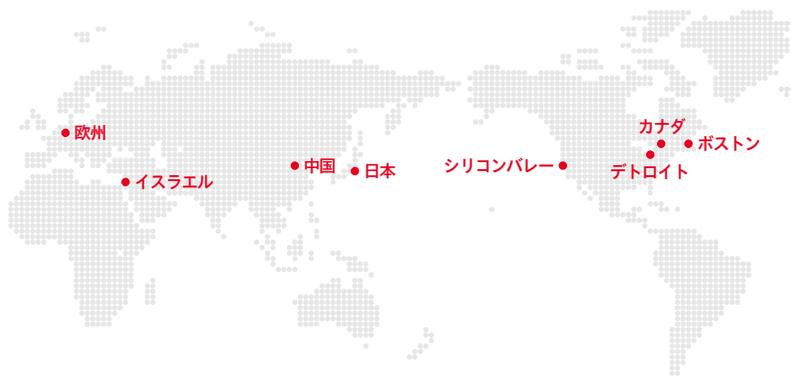 欧州
イスラエル
中国
日本
シリコンバレー
カナダ
ボストン
デトロイト